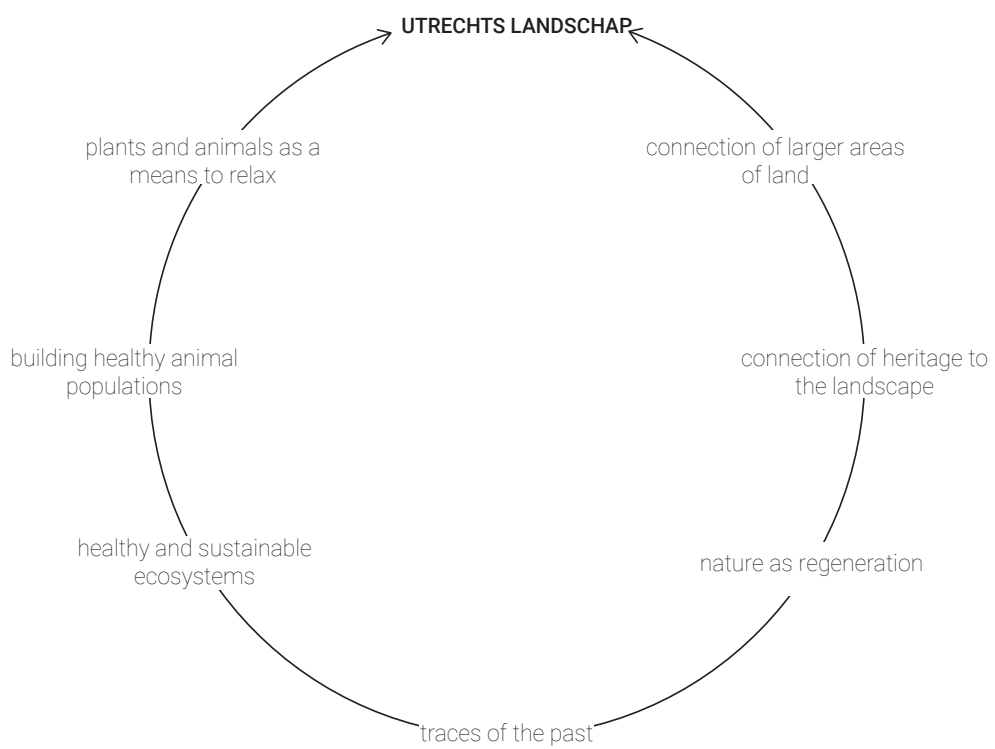 UTRECHTS LANDSCHAP
plants and animals as a
means to relax
connection of larger areas
of land
building healthy animal
populations
connection of heritage to
the landscape
healthy and sustainable
ecosystems
nature as regeneration
traces of the past